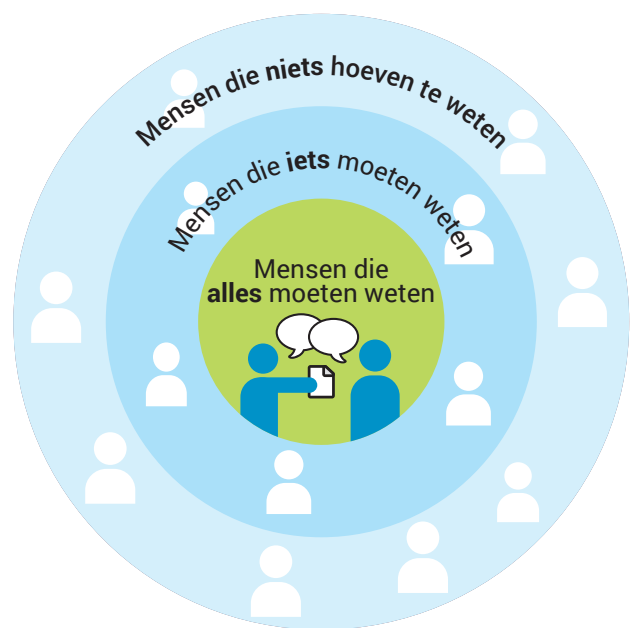 Mensen die niets hoeven te weten
Mensen die iets moeten weten
Mensen die
alles moeten weten